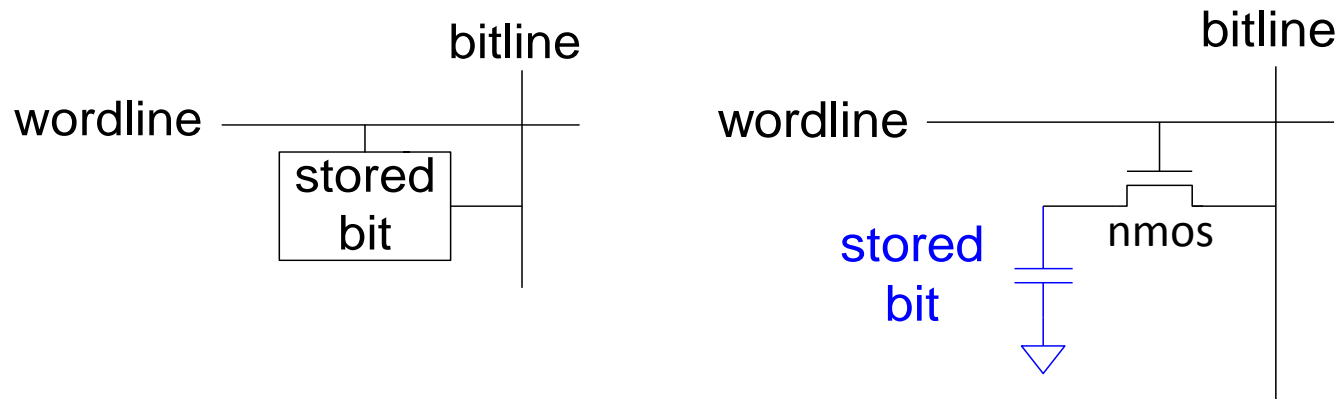 bitline
wordline
stored
bit
bitline
wordline
nmos
stored
bit